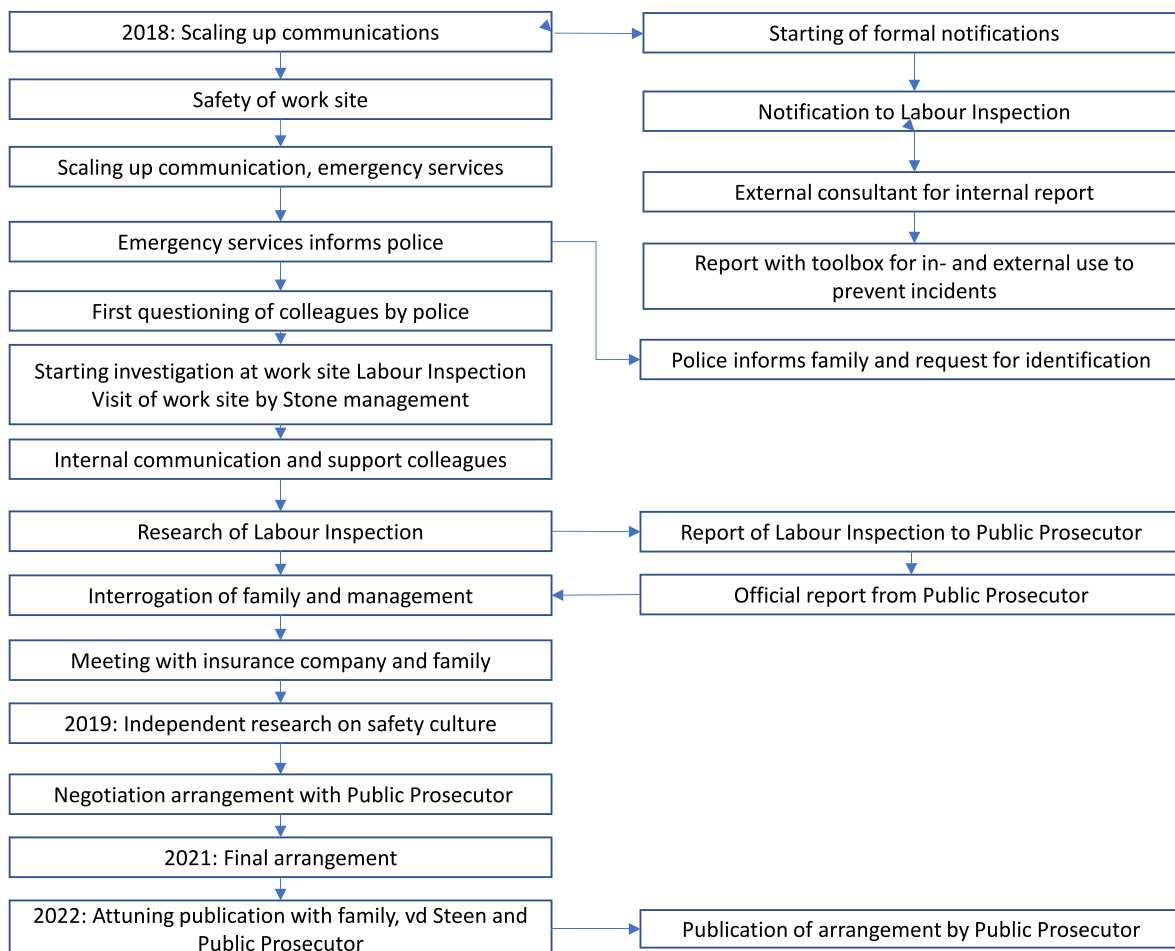 2018: Scaling up communications
Starting of formal notifications
Safety of work site
Notification to Labour Inspection
Scaling up communication, emergency services
External consultant for internal report
Emergency services informs police
Report with toolbox for in- and external use to
prevent incidents
First questioning of colleagues by police
Police informs family and request for identification
Starting investigation at work site Labour Inspection
Visit of work site by Stone management
Internal communication and support colleagues
Research of Labour Inspection
Report of Labour Inspection to Public Prosecutor
Interrogation of family and management
Official report from Public Prosecutor
Meeting with insurance company and family
2019: Independent research on safety culture
Negotiation arrangement with Public Prosecutor
2021: Final arrangement
2022: Attuning publication with family, vd Steen and
Public Prosecutor
Publication of arrangement by Public Prosecutor